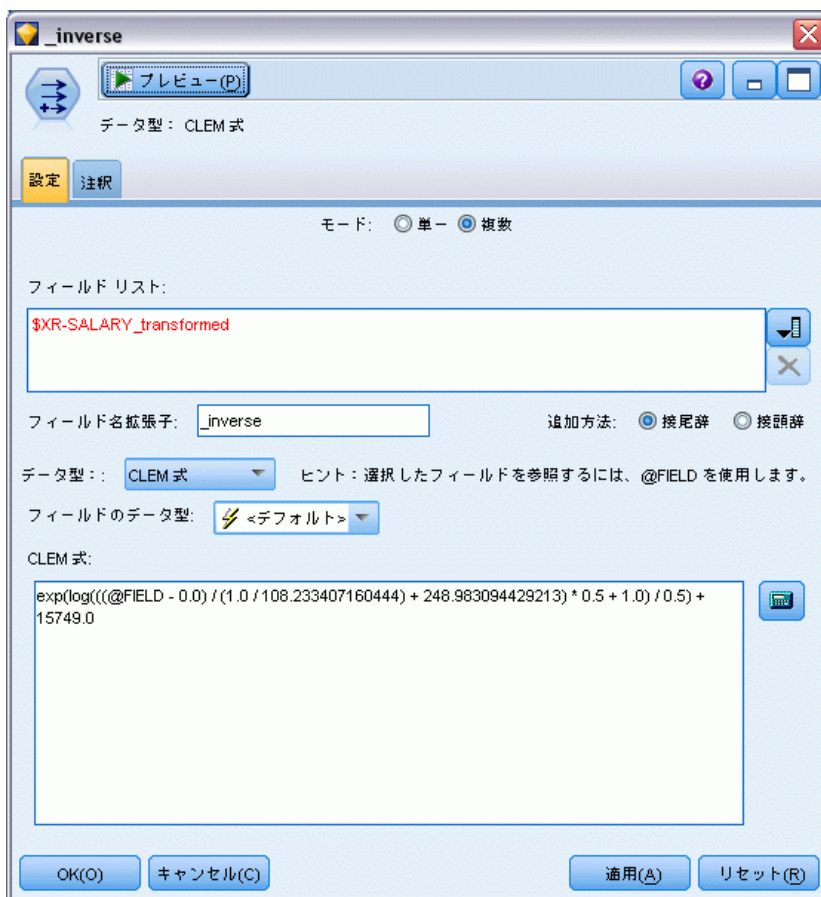 _inverse
プレビュー(P)
データ型： CLEM 式
設定 注釈
モード: 単一 複数
フィールド リスト:
$XR-SALARY_transformed
フィールド名拡張子: _inverse 追加方法: 接尾辞 接頭辞
データ型：: CLEM 式 ヒント：選択したフィールドを参照するには、@FIELD を使用します。
フィールドのデータ型: <デフォルト>
CLEM 式:
exp(log(((@FIELD - 0.0) / (1.0 / 108.233407160444) + 248.983094429213) * 0.5 + 1.0) / 0.5) +
15749.0
OK(O) キャンセル(C) 適用(A) リセット(R)